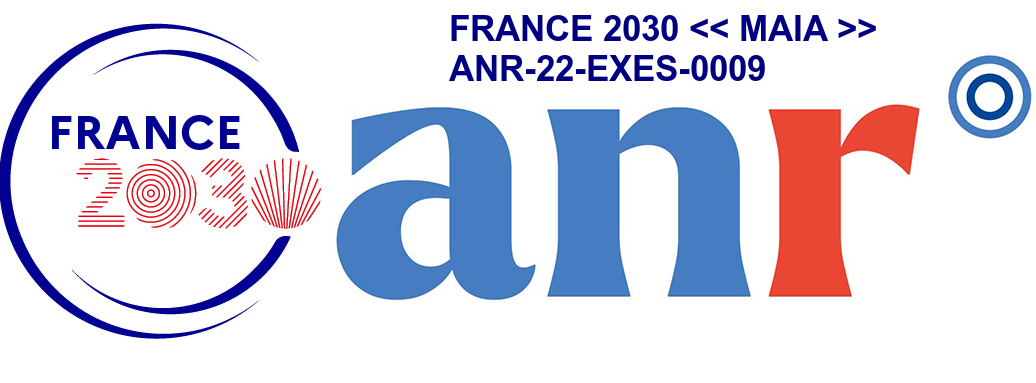 FRANCE 2030 << MAIA >>
ANR-22-EXES-0009
FRANCE
2030
anr